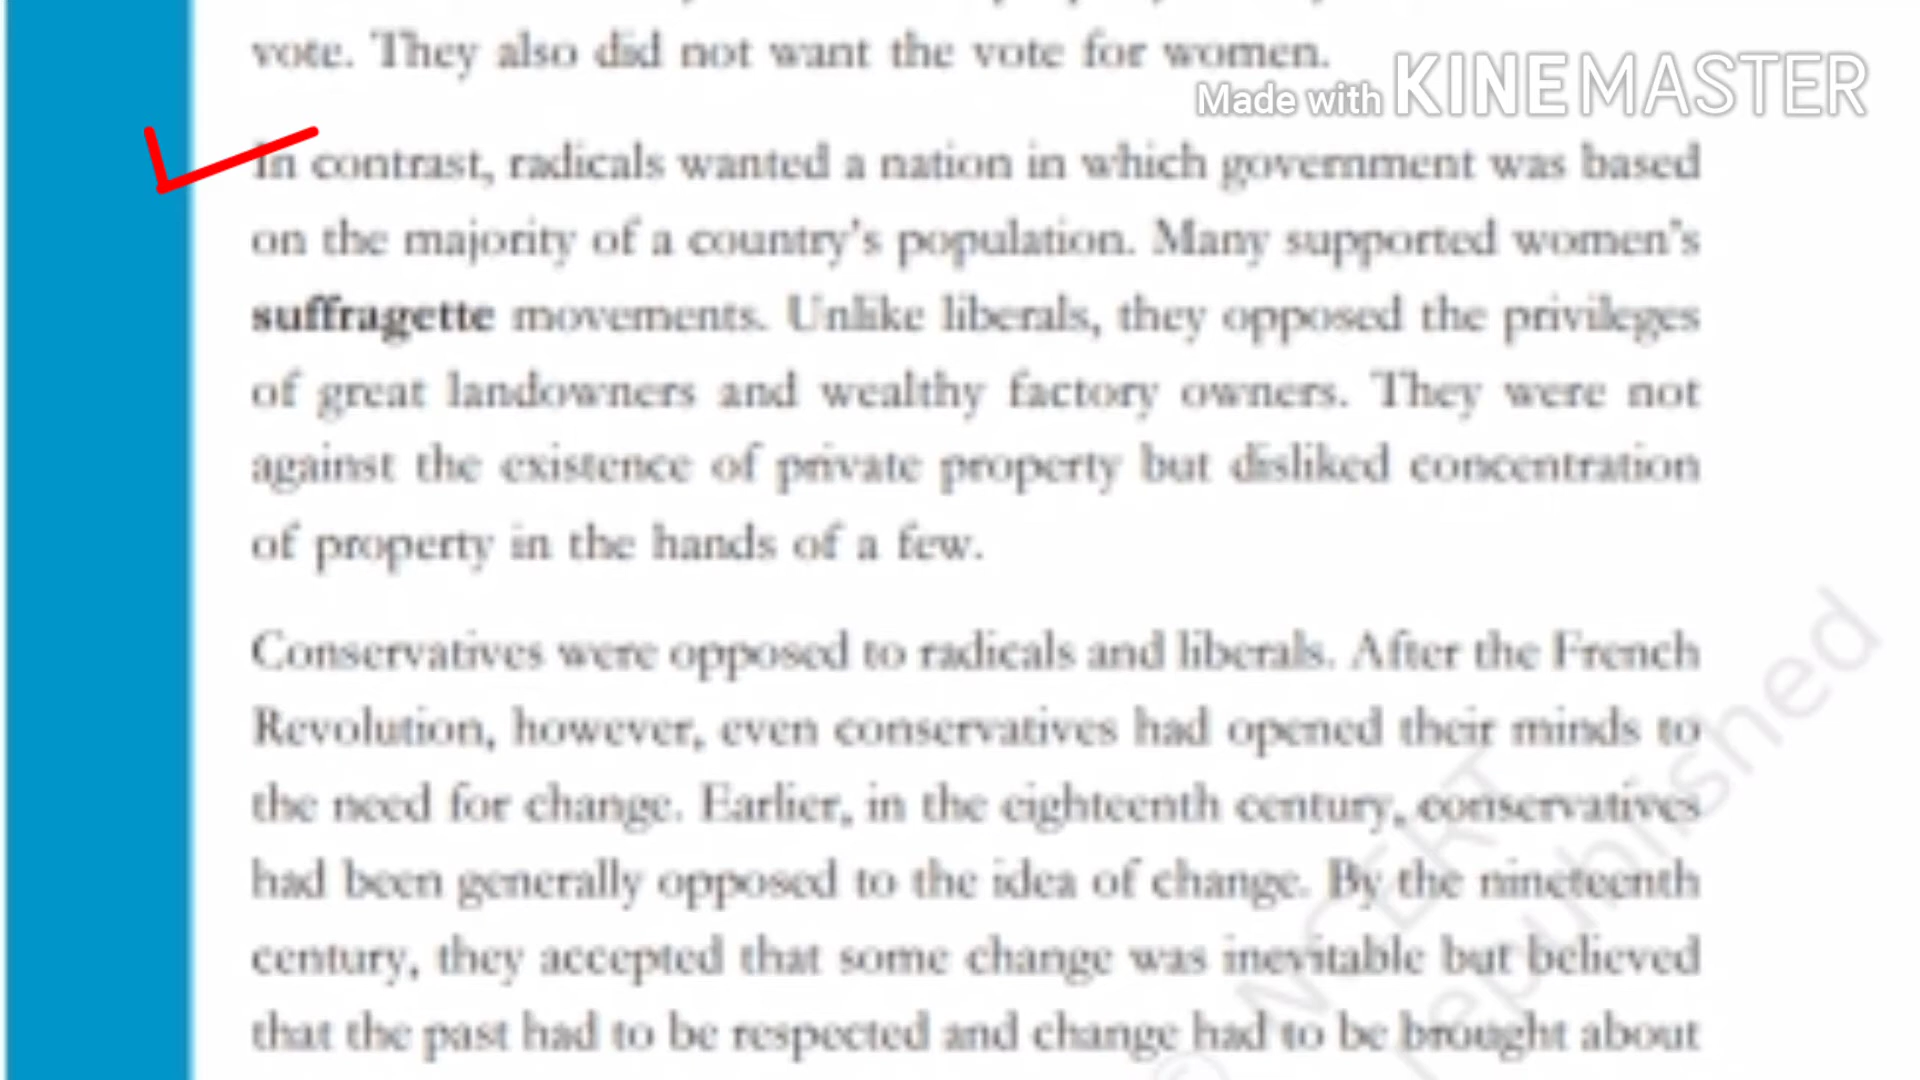 vote. They also did not want the vote for women.
Made with KINEMASTER
In contrast, radicals wanted a nation in which government was based
on the majority of a country's population. Many supported women's
suffragette movements. Unlike liberals, they opposed the privileges
of great landowners and wealthy factory owners. They were not
against the existence of private property but disliked concentration
of property in the hands of a few.
Conservatives were opposed to radicals and liberals. After the French
Revolution, however, even conservatives had opened their minds to
the need for change. Earlier, in the eighteenth century, conservatives
had been generally opposed to the idea of change. By the nineteenth
century, they accepted that some change was inevitable but believed
that the past had to be respected and change had to be brought about
© NCERT
republished